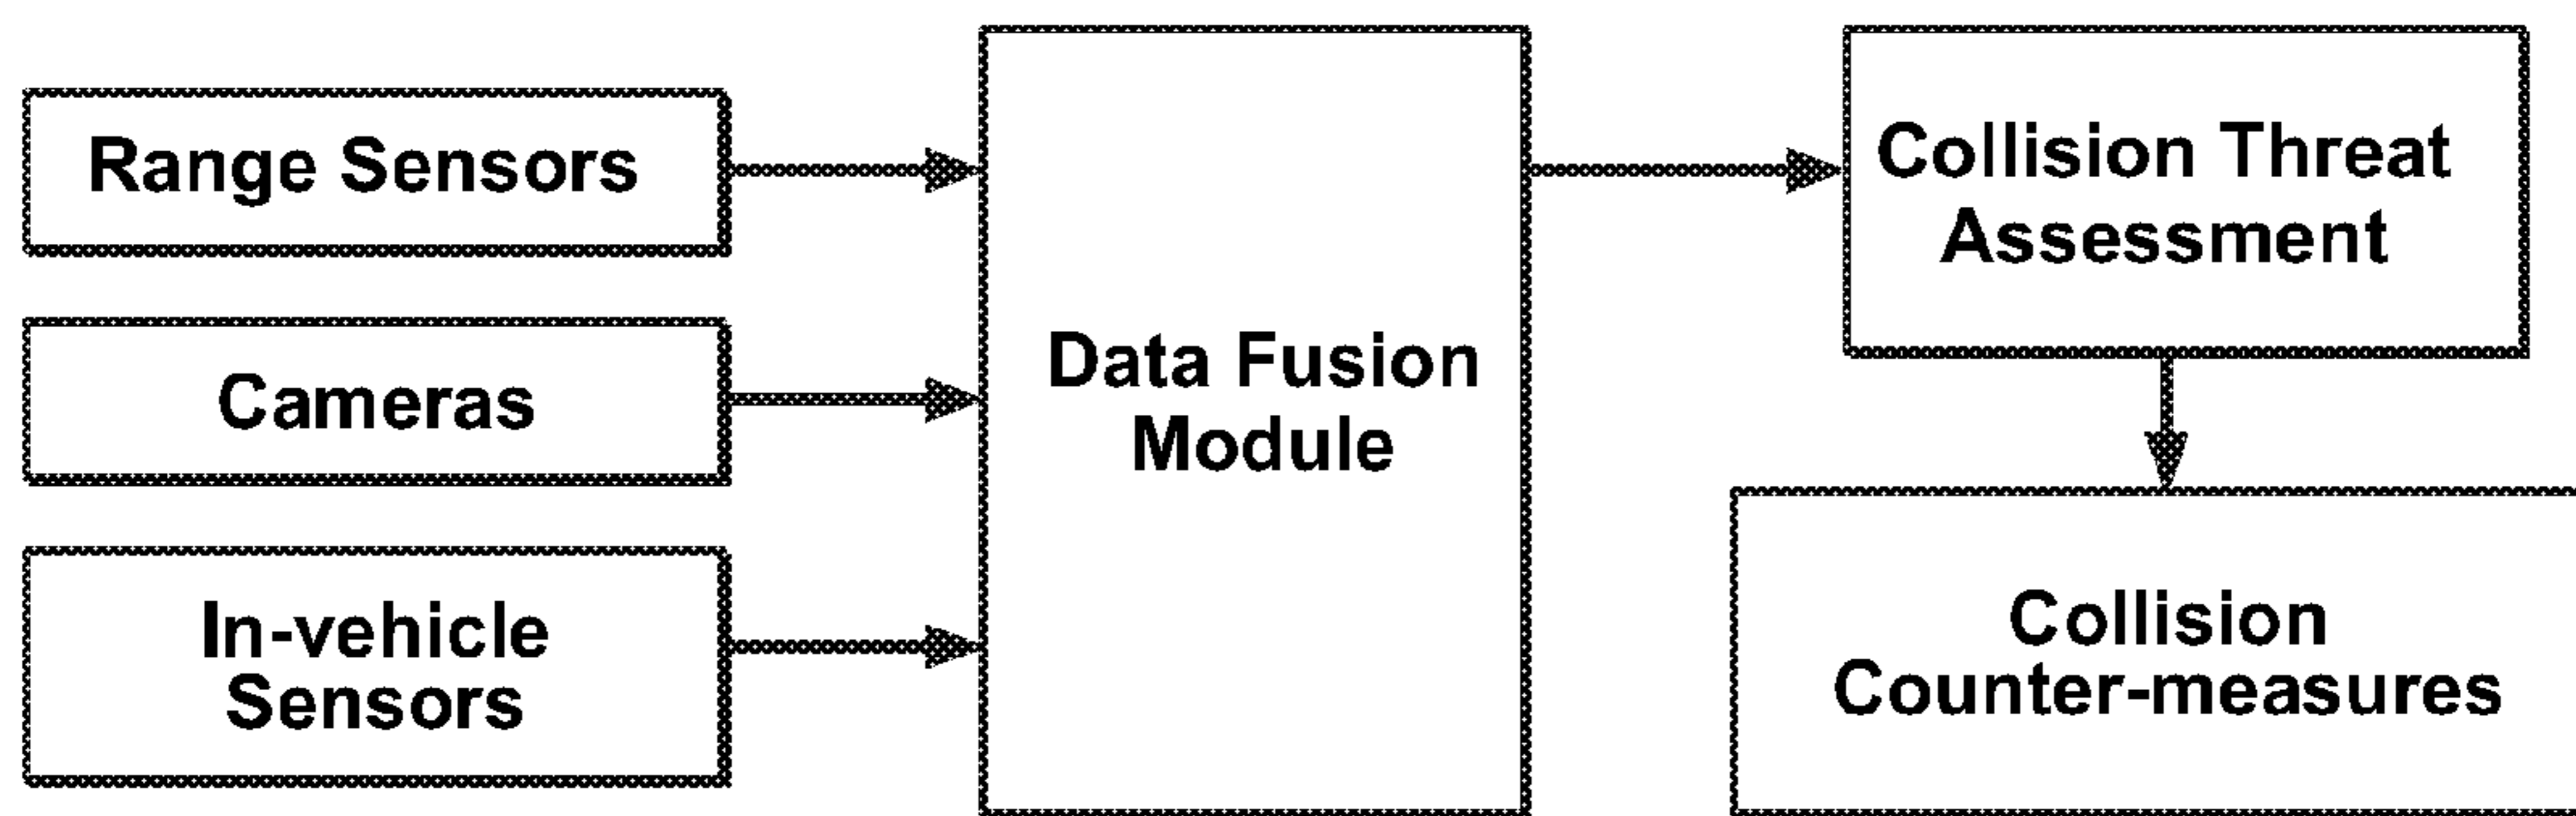 Range Sensors
Cameras
In-vehicle
Sensors
Data Fusion
Module
Collision Threat
Assessment
Collision
Counter-measures